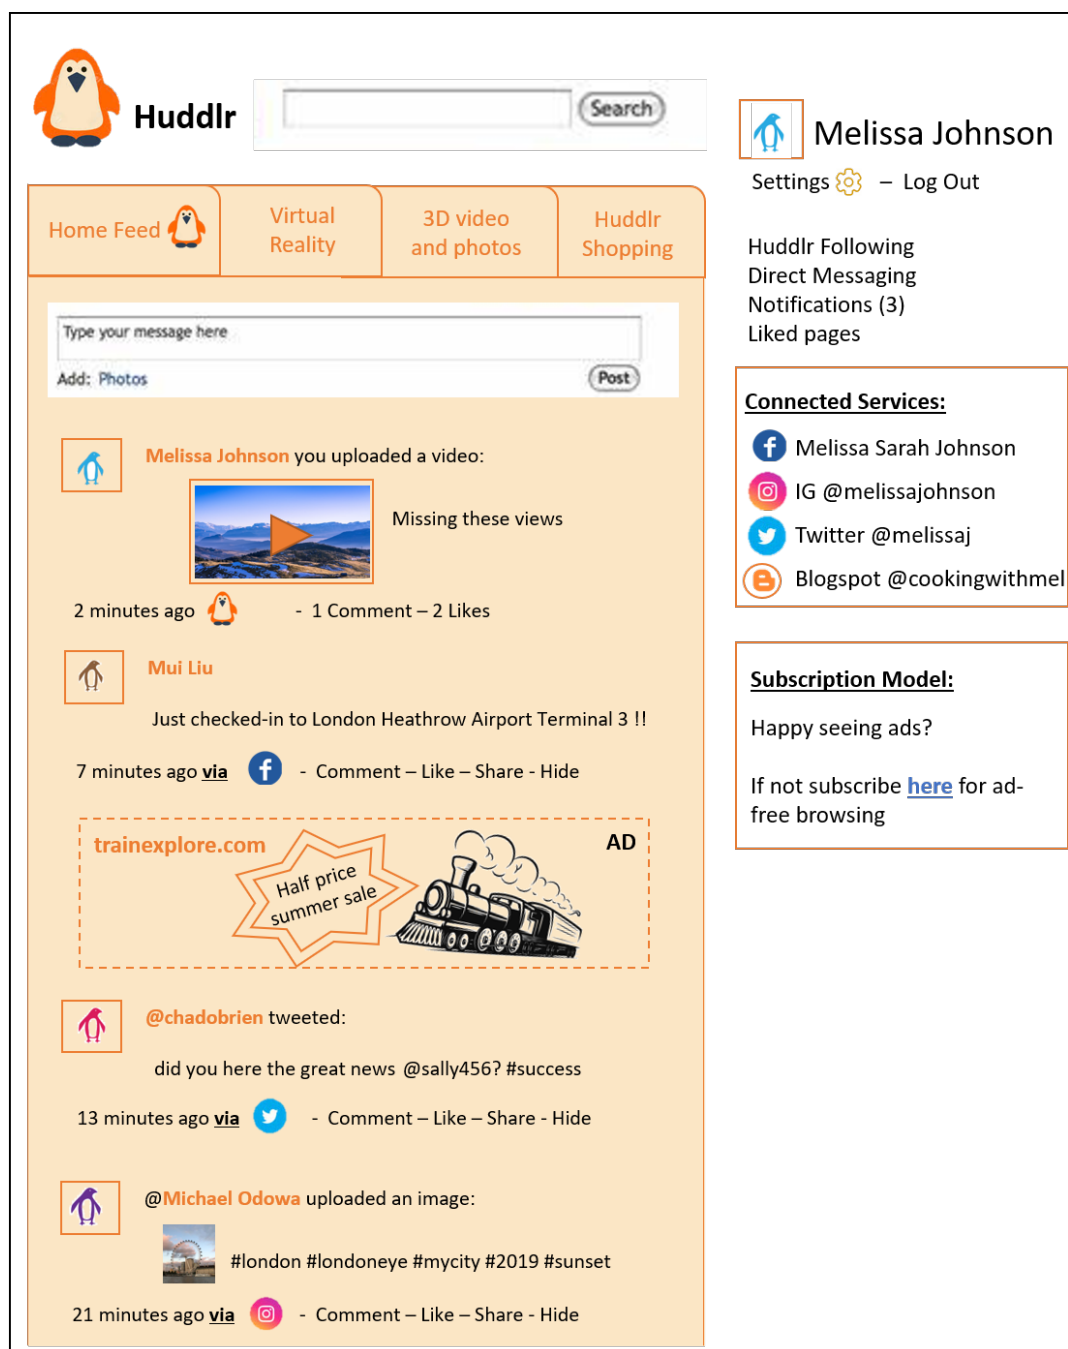 Huddlr
Search
Melissa Johnson
Settings – Log Out
Home Feed
Virtual
Reality
3D video
and photos
Huddlr
Shopping
Huddlr Following
Direct Messaging
Notifications (3)
Liked pages
Type your message here
Add: Photos
Post
Connected Services:
Melissa Sarah Johnson
IG @melissajohnson
Twitter @melissaj
Blogspot @cookingwithmel
Melissa Johnson you uploaded a video:
Missing these views
2 minutes ago - 1 Comment – 2 Likes
Mui Liu
Just checked-in to London Heathrow Airport Terminal 3 !!
7 minutes ago via - Comment – Like – Share - Hide
Subscription Model:
Happy seeing ads?
If not subscribe here for ad-
free browsing
trainexplore.com
AD
Half price
summer sale
@chadobrien tweeted:
did you here the great news @sally456? #success
13 minutes ago via - Comment – Like – Share - Hide
@Michael Odowa uploaded an image:
#london #londoneye #mycity #2019 #sunset
21 minutes ago via - Comment – Like – Share - Hide